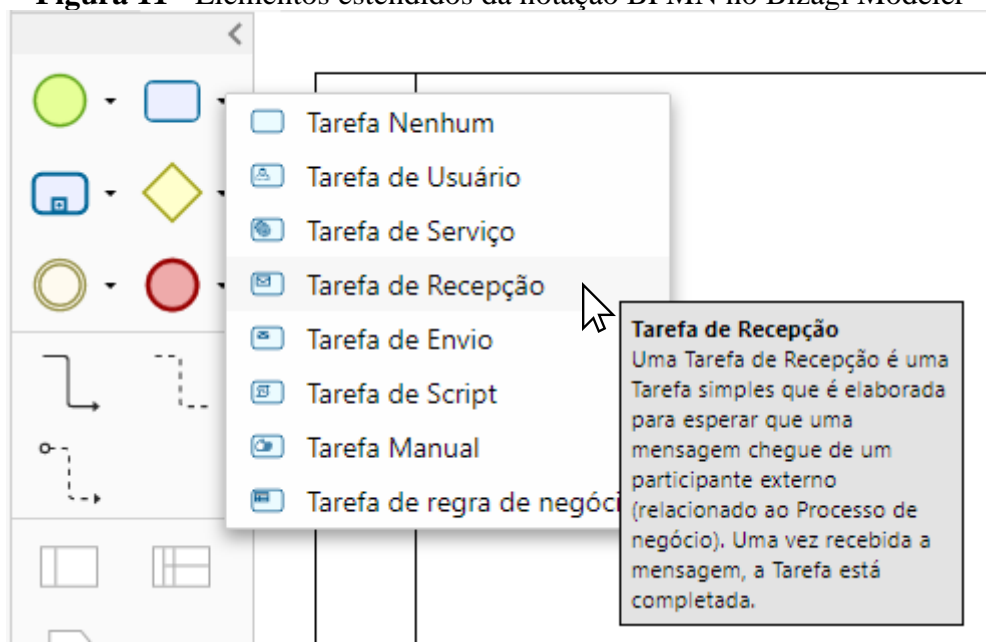 Figura 11 - Elementos estendidos da notação BPMN no Bizagi Modeler
Tarefa Nenhum
Tarefa de Usuário
Tarefa de Serviço
Tarefa de Recepção
Tarefa de Envio
Tarefa de Script
Tarefa Manual
Tarefa de regra de negóci
Tarefa de Recepção
Uma Tarefa de Recepção é uma
Tarefa simples que é elaborada
para esperar que uma
mensagem chegue de um
participante externo
(relacionado ao Processo de
negócio). Uma vez recebida a
mensagem, a Tarefa está
completada.